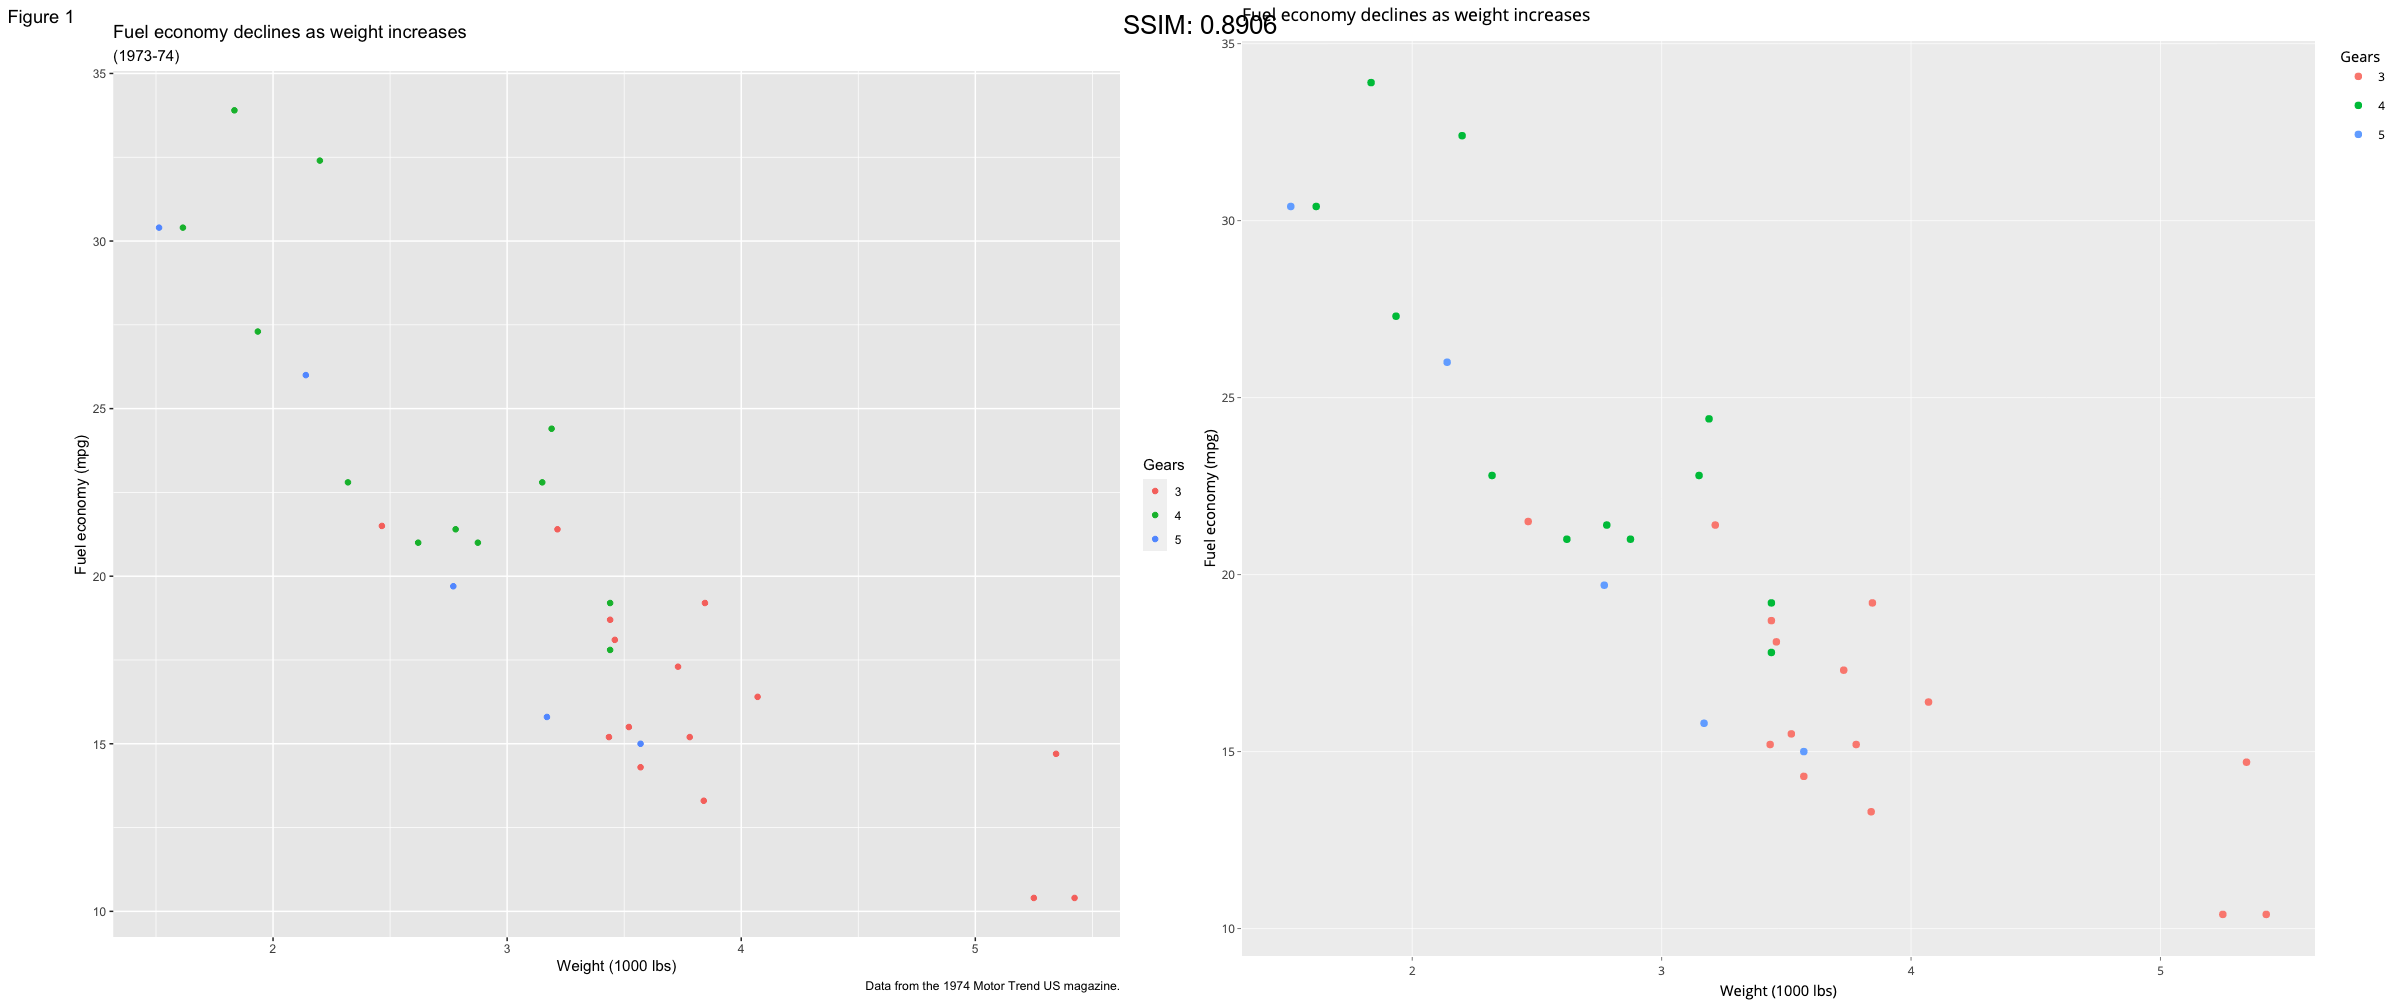 Figure 1
Fuel economy declines as weight increases
(1973-74)
35
30
25
20
15
10
Fuel economy (mpg)
2 3 4 5
Weight (1000 lbs)
Data from the 1974 Motor Trend US magazine.
Gears
3
4
5
SSIM: 0.8906
Fuel economy declines as weight increases
35
30
25
20
15
10
Fuel economy (mpg)
2 3 4 5
Weight (1000 lbs)
Gears
3
4
5